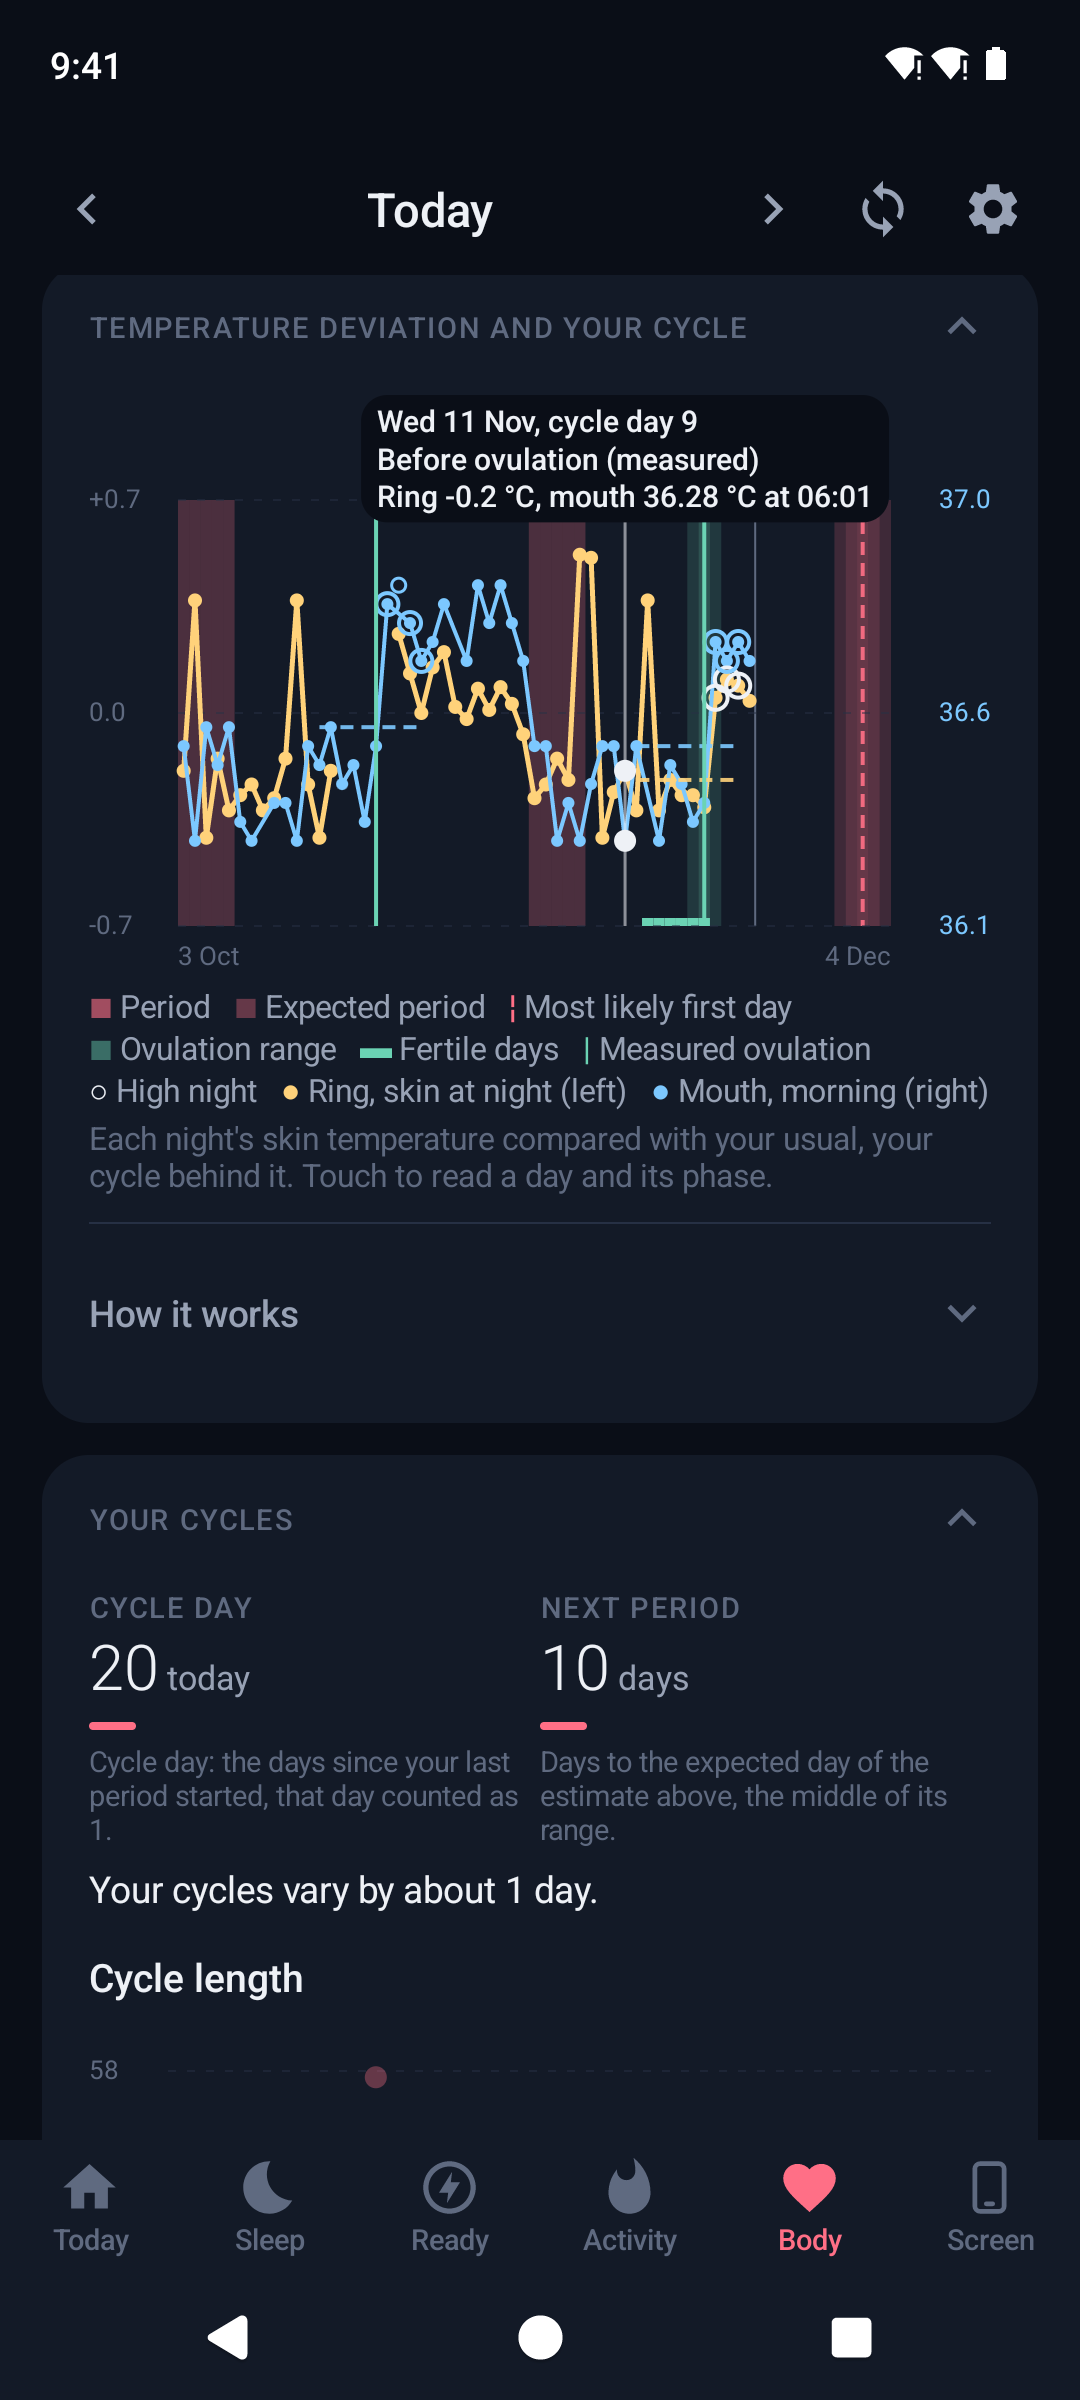 9:41
Today
TEMPERATURE DEVIATION AND YOUR CYCLE
Wed 11 Nov, cycle day 9
Before ovulation (measured)
Ring -0.2 °C, mouth 36.28 °C at 06:01
+0.7
37.0
0.0
36.6
-0.7
36.1
3 Oct
4 Dec
Period
Expected period
Most likely first day
Ovulation range
Fertile days
Measured ovulation
High night
Ring, skin at night (left)
Mouth, morning (right)
Each night's skin temperature compared with your usual, your
cycle behind it. Touch to read a day and its phase.
How it works
YOUR CYCLES
CYCLE DAY
20 today
Cycle day: the days since your last
period started, that day counted as
1.
NEXT PERIOD
10 days
Days to the expected day of the
estimate above, the middle of its
range.
Your cycles vary by about 1 day.
Cycle length
58
Today
Sleep
Ready
Activity
Body
Screen